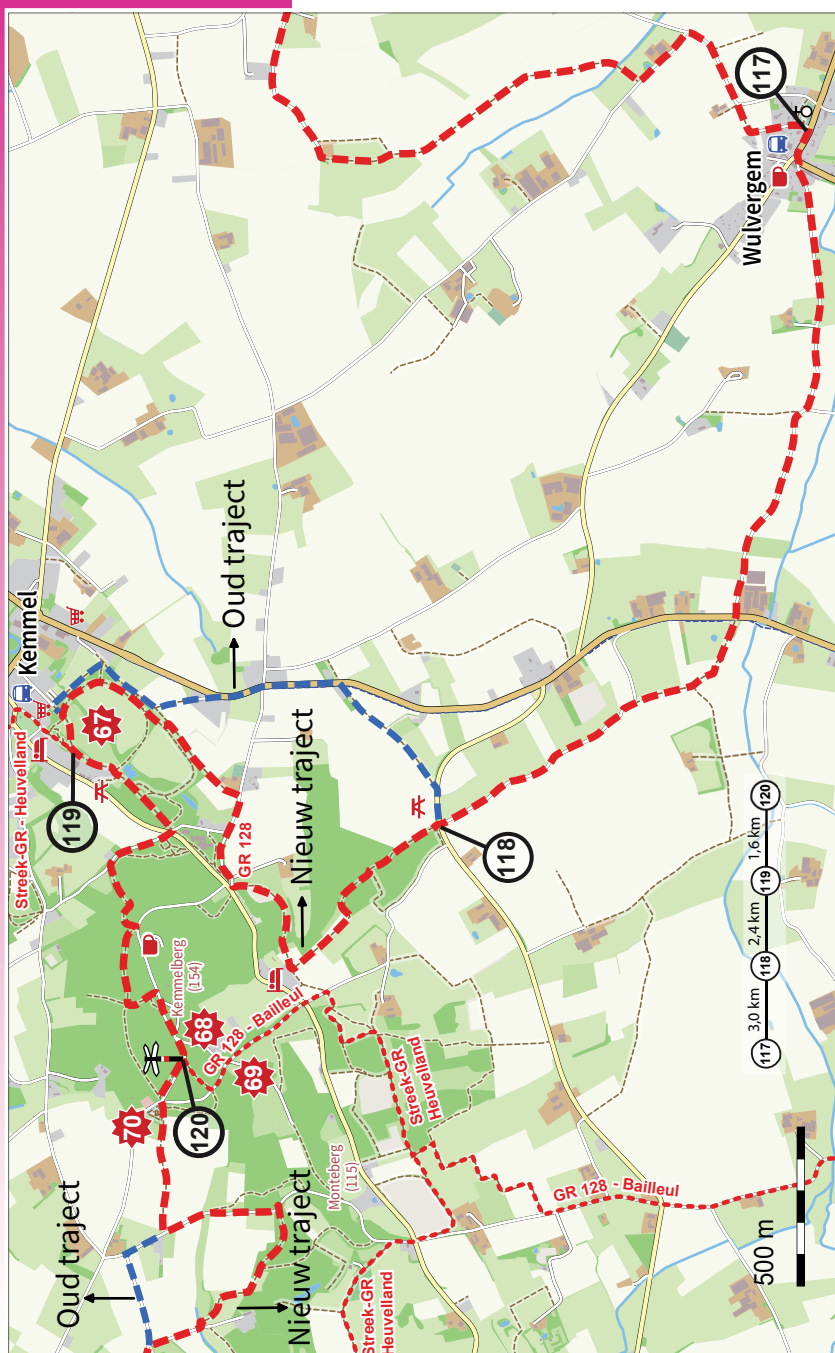 117
Wulvergem
Kemmel
Oud traject
Streek-GR - Heuvelland
67
119
GR 128
Nieuw traject
118
Kemmelberg
(154)
68
GR 128 - Bailleul
69
70
120
Streek-GR
Heuvelland
Monteberg
(115)
Oud traject
Nieuw traject
Streek-GR
Heuvelland
GR 128 - Bailleul
117 3,0 km 118 2,4 km 119 1,6 km 120
500 m